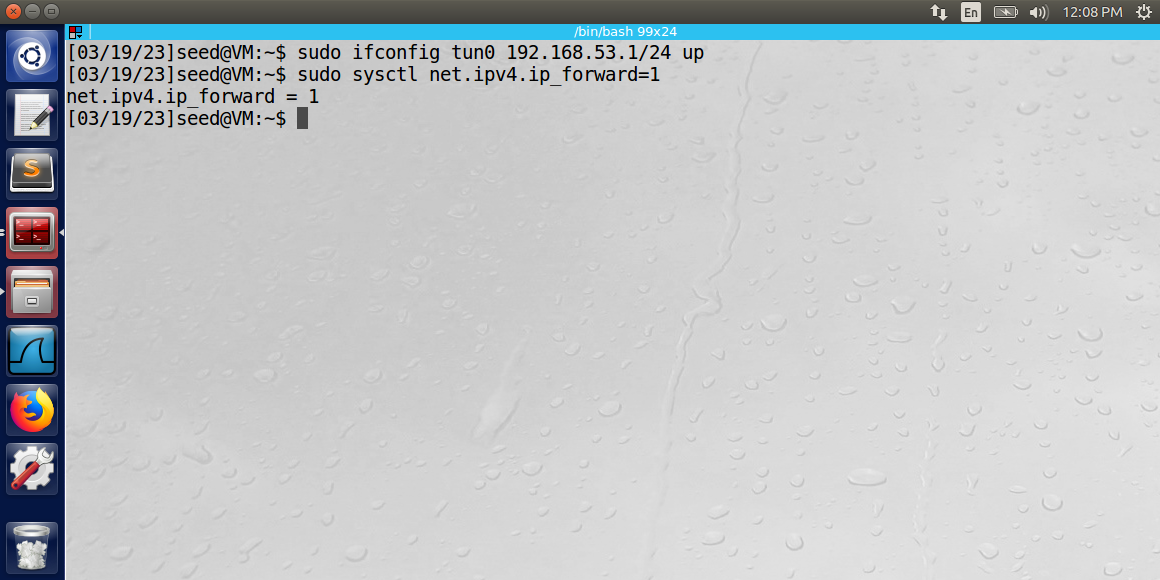 En
12:08 PM
/bin/bash 99x24
[03/19/23]seed@VM:~$ sudo ifconfig tun0 192.168.53.1/24 up
[03/19/23]seed@VM:~$ sudo sysctl net.ipv4.ip_forward=1
net.ipv4.ip_forward = 1
[03/19/23]seed@VM:~$